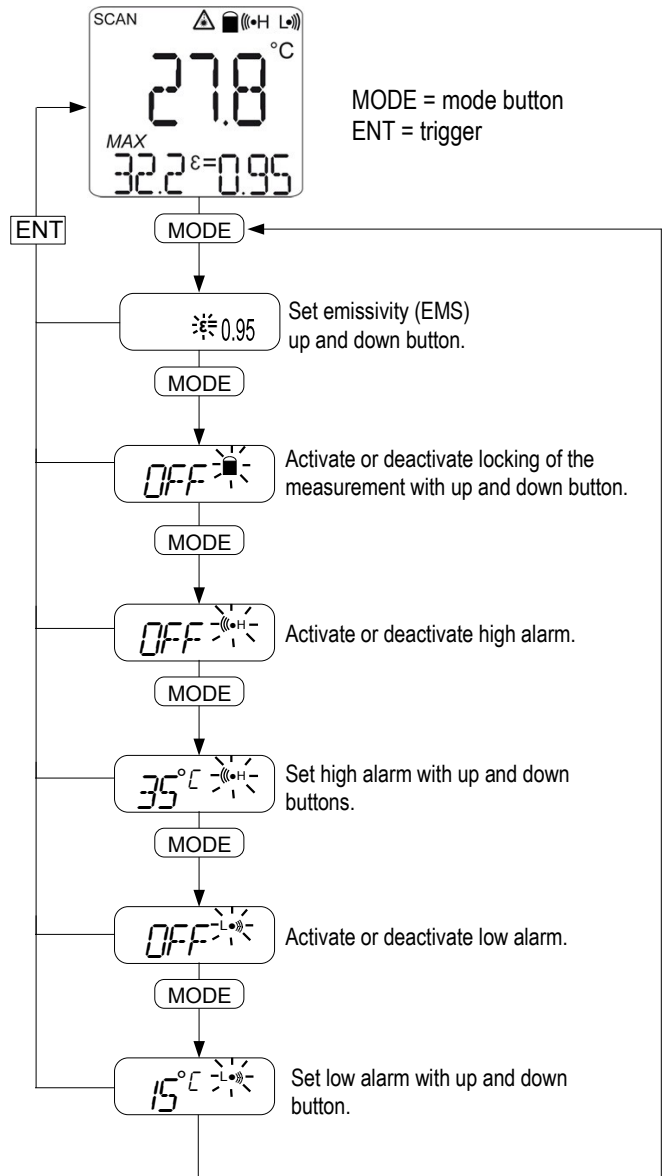 SCAN ((•H L•))
27.8 °C
MAX
32.2 ε=0.95
MODE = mode button
ENT = trigger
ENT
MODE
ε= 0.95
Set emissivity (EMS)
up and down button.
MODE
OFF
Activate or deactivate locking of the
measurement with up and down button.
MODE
OFF ((•H
Activate or deactivate high alarm.
MODE
35°C ((•H
Set high alarm with up and down
buttons.
MODE
OFF L•))
Activate or deactivate low alarm.
MODE
15°C L•))
Set low alarm with up and down
button.